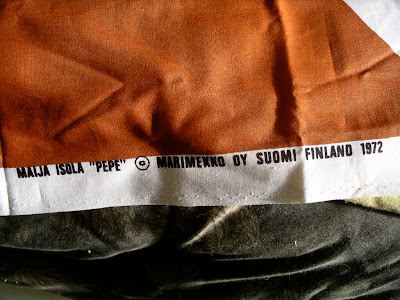 MAIJA ISOLA "PEPE" © MARIMEKKO OY SUOMI FINLAND 1972